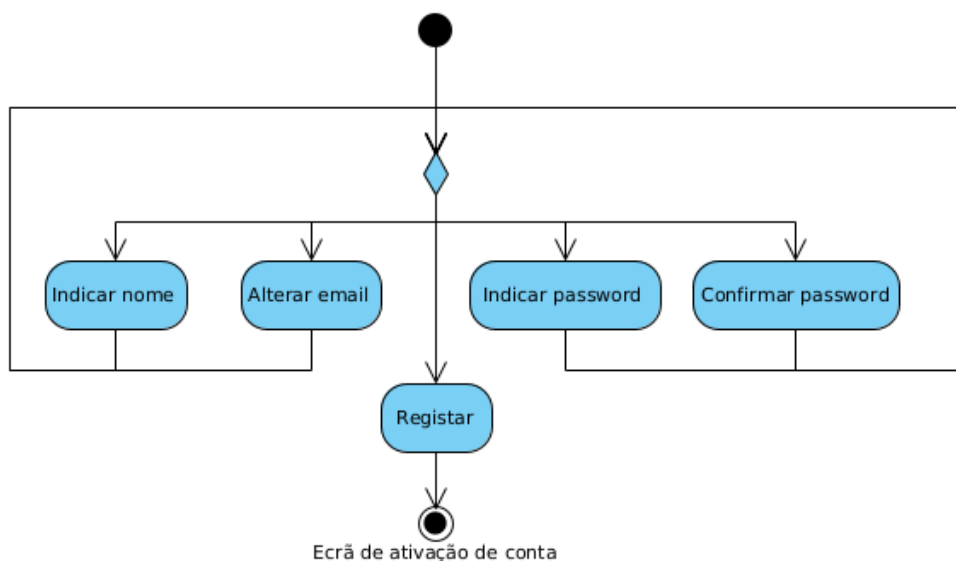 Indicar nome
Alterar email
Indicar password
Confirmar password
Registar
Ecrã de ativação de conta